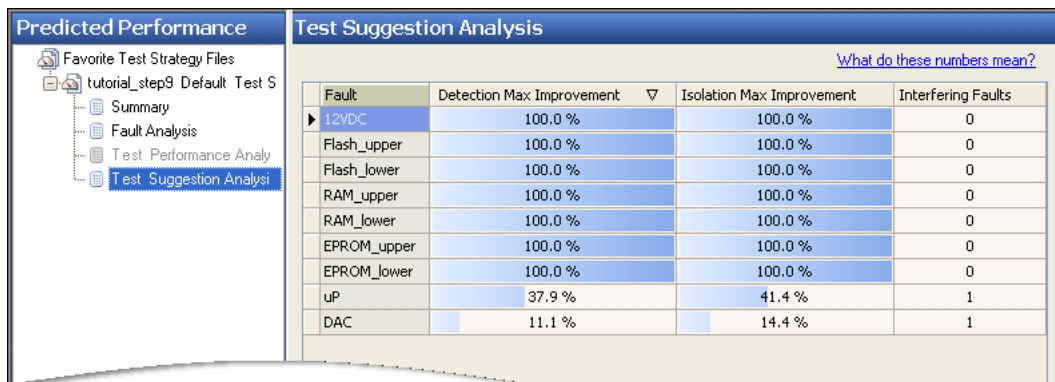 Predicted Performance
Favorite Test Strategy Files
tutorial_step9 Default Test S
Summary
Fault Analysis
Test Performance Analy
Test Suggestion Analysi
Test Suggestion Analysis
What do these numbers mean?
Fault Detection Max Improvement Isolation Max Improvement Interfering Faults
12VDC 100.0 % 100.0 % 0
Flash_upper 100.0 % 100.0 % 0
Flash_lower 100.0 % 100.0 % 0
RAM_upper 100.0 % 100.0 % 0
RAM_lower 100.0 % 100.0 % 0
EPROM_upper 100.0 % 100.0 % 0
EPROM_lower 100.0 % 100.0 % 0
uP 37.9 % 41.4 % 1
DAC 11.1 % 14.4 % 1